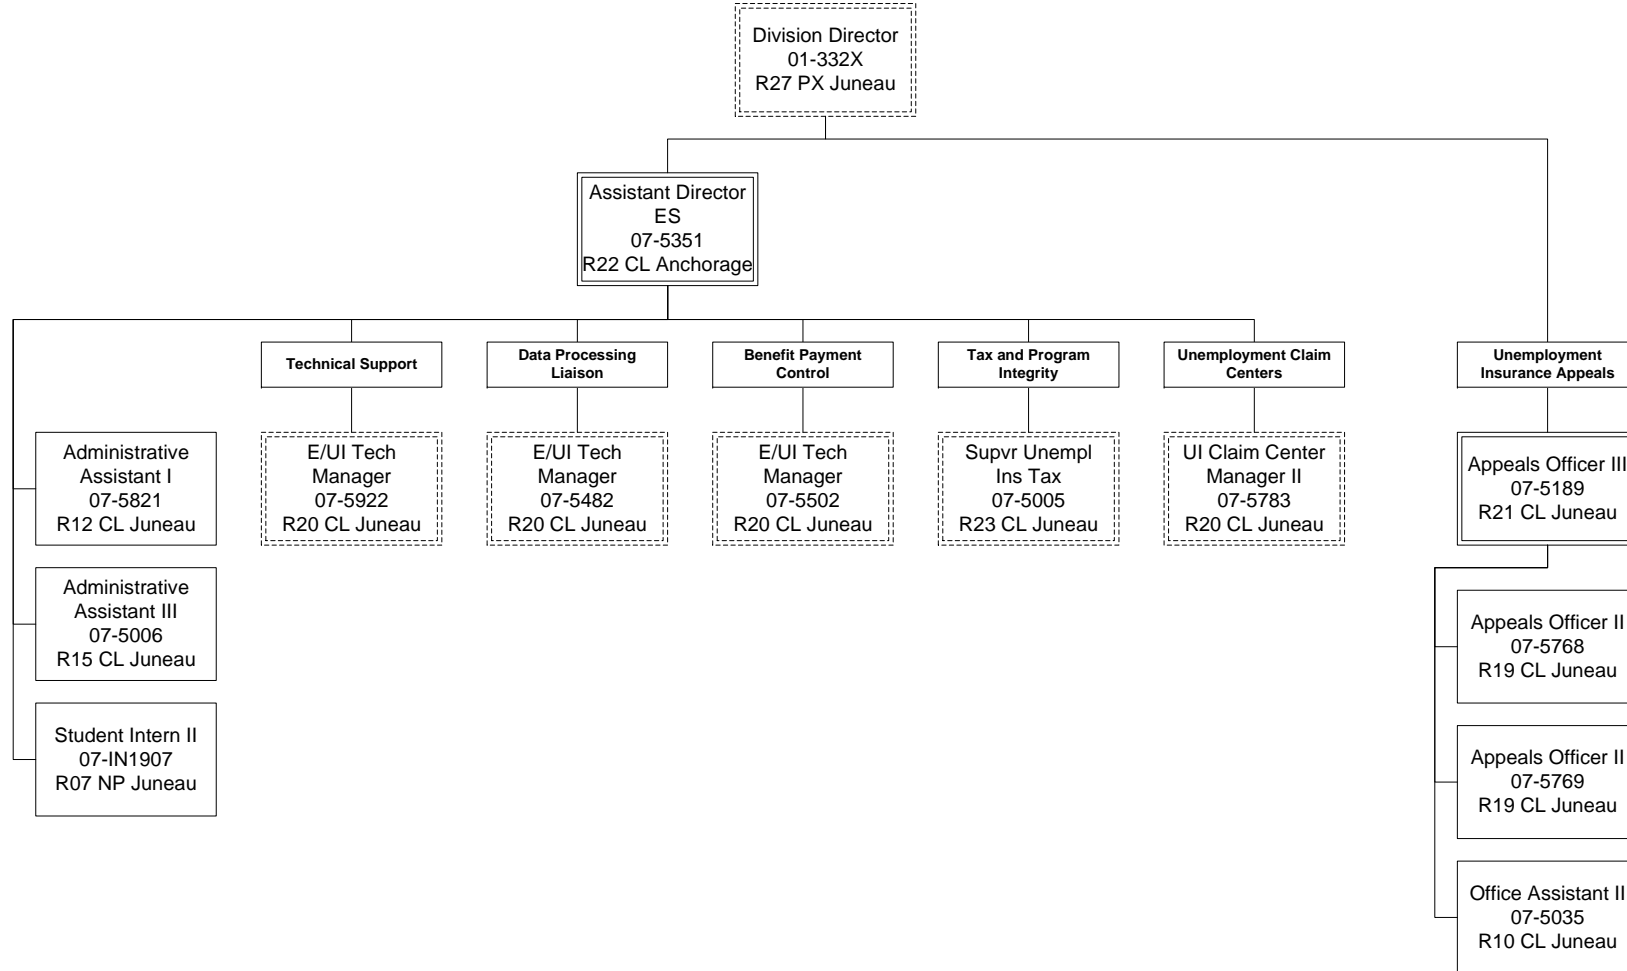 Division Director
01-332X
R27 PX Juneau
Assistant Director
ES
07-5351
R22 CL Anchorage
Technical Support
Data Processing
Liaison
Benefit Payment
Control
Tax and Program
Integrity
Unemployment Claim
Centers
Unemployment
Insurance Appeals
Administrative
Assistant I
07-5821
R12 CL Juneau
E/UI Tech
Manager
07-5922
R20 CL Juneau
E/UI Tech
Manager
07-5482
R20 CL Juneau
E/UI Tech
Manager
07-5502
R20 CL Juneau
Supvr Unempl
Ins Tax
07-5005
R23 CL Juneau
UI Claim Center
Manager II
07-5783
R20 CL Juneau
Appeals Officer III
07-5189
R21 CL Juneau
Administrative
Assistant III
07-5006
R15 CL Juneau
Appeals Officer II
07-5768
R19 CL Juneau
Student Intern II
07-IN1907
R07 NP Juneau
Appeals Officer II
07-5769
R19 CL Juneau
Office Assistant II
07-5035
R10 CL Juneau